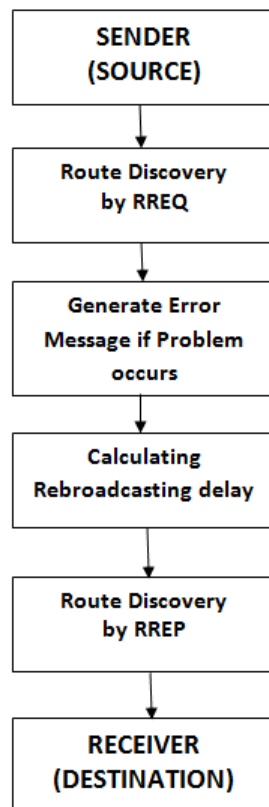 SENDER
(SOURCE)
Route Discovery
by RREQ
Generate Error
Message if Problem
occurs
Calculating
Rebroadcasting delay
Route Discovery
by RREP
RECEIVER
(DESTINATION)